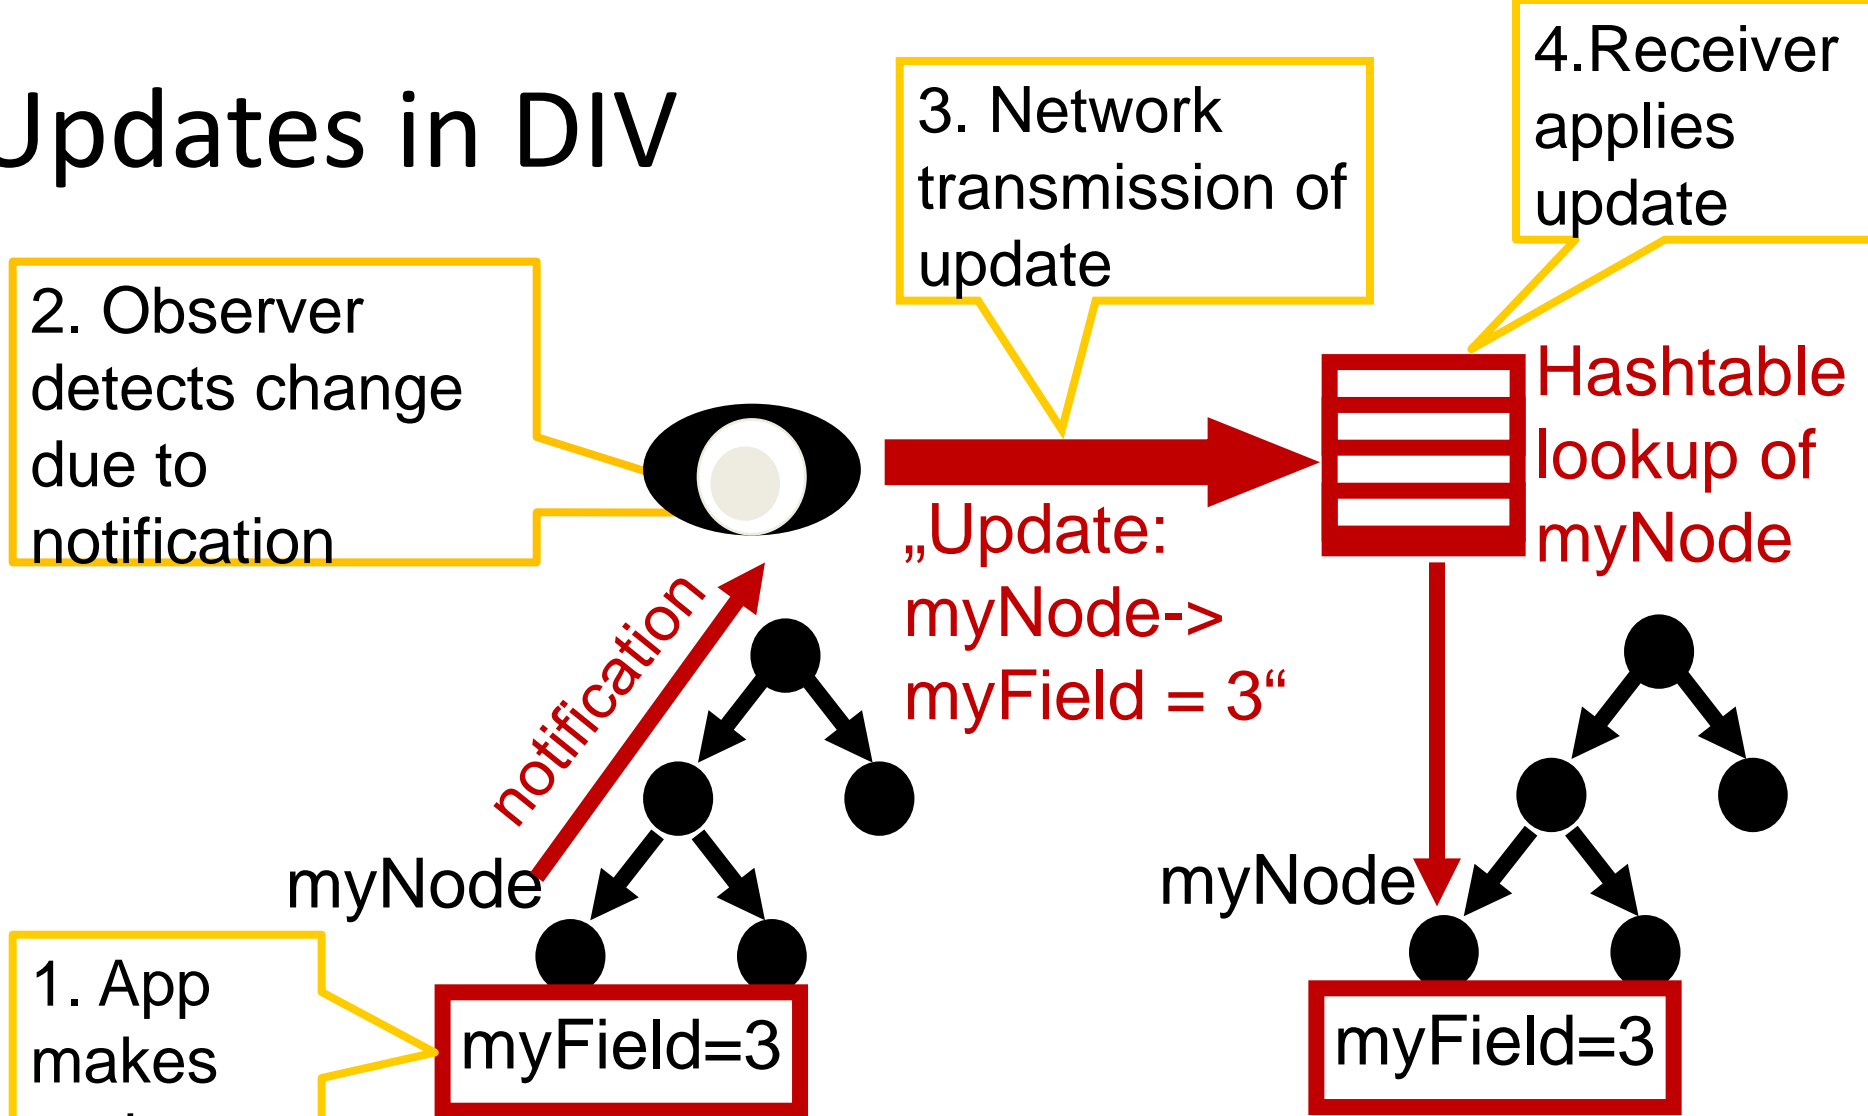 Updates in DIV
4.Receiver
applies
update
3. Network
transmission of
update
2. Observer
detects change
due to
notification
Hashtable
lookup of
myNode
„Update:
myNode->
myField = 3“
notification
myNode
myNode
1. App
makes
myField=3
myField=3